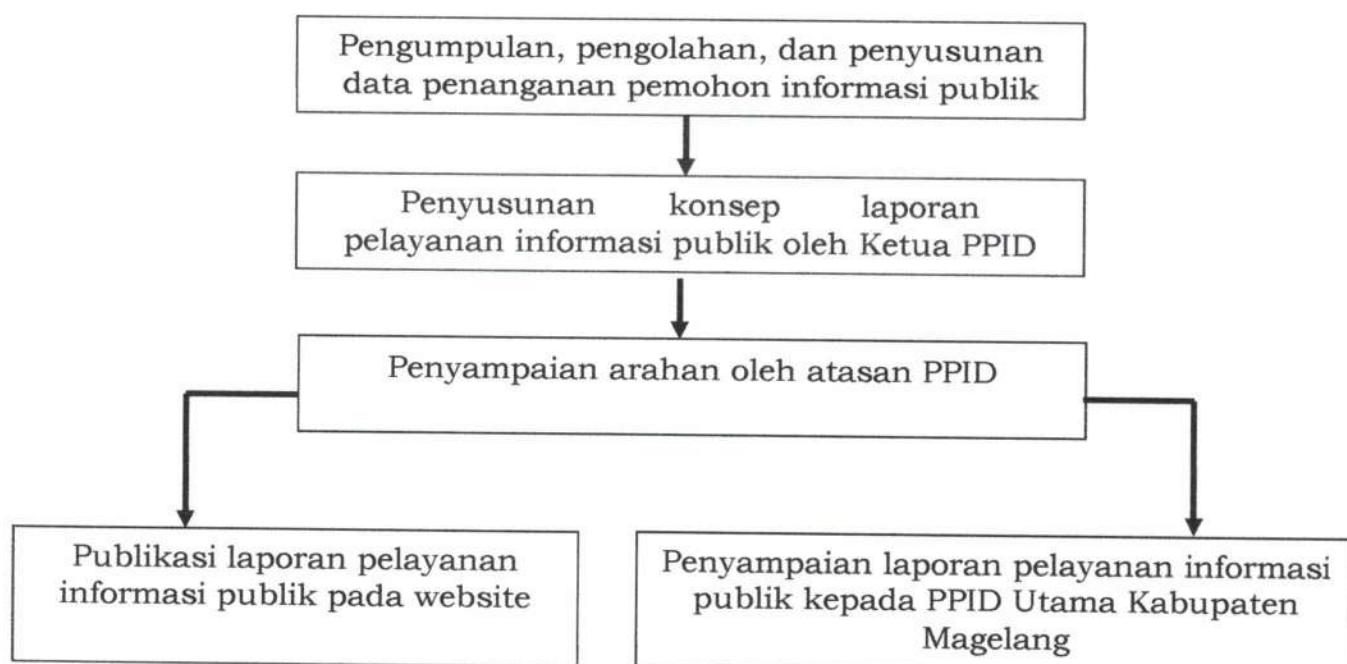 Pengumpulan, pengolahan, dan penyusunan
data penanganan pemohon informasi publik
Penyusunan konsep laporan
pelayanan informasi publik oleh Ketua PPID
Penyampaian arahan oleh atasan PPID
Publikasi laporan pelayanan
informasi publik pada website
Penyampaian laporan pelayanan informasi
publik kepada PPID Utama Kabupaten
Magelang